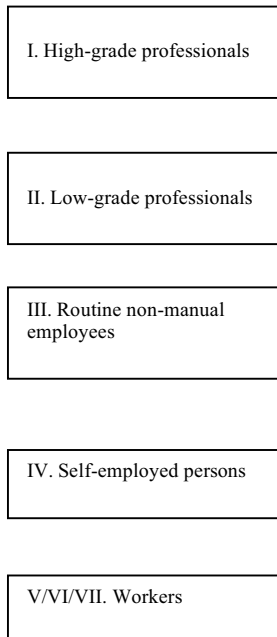 I. High-grade professionals
II. Low-grade professionals
III. Routine non-manual
employees
IV. Self-employed persons
V/VI/VII. Workers